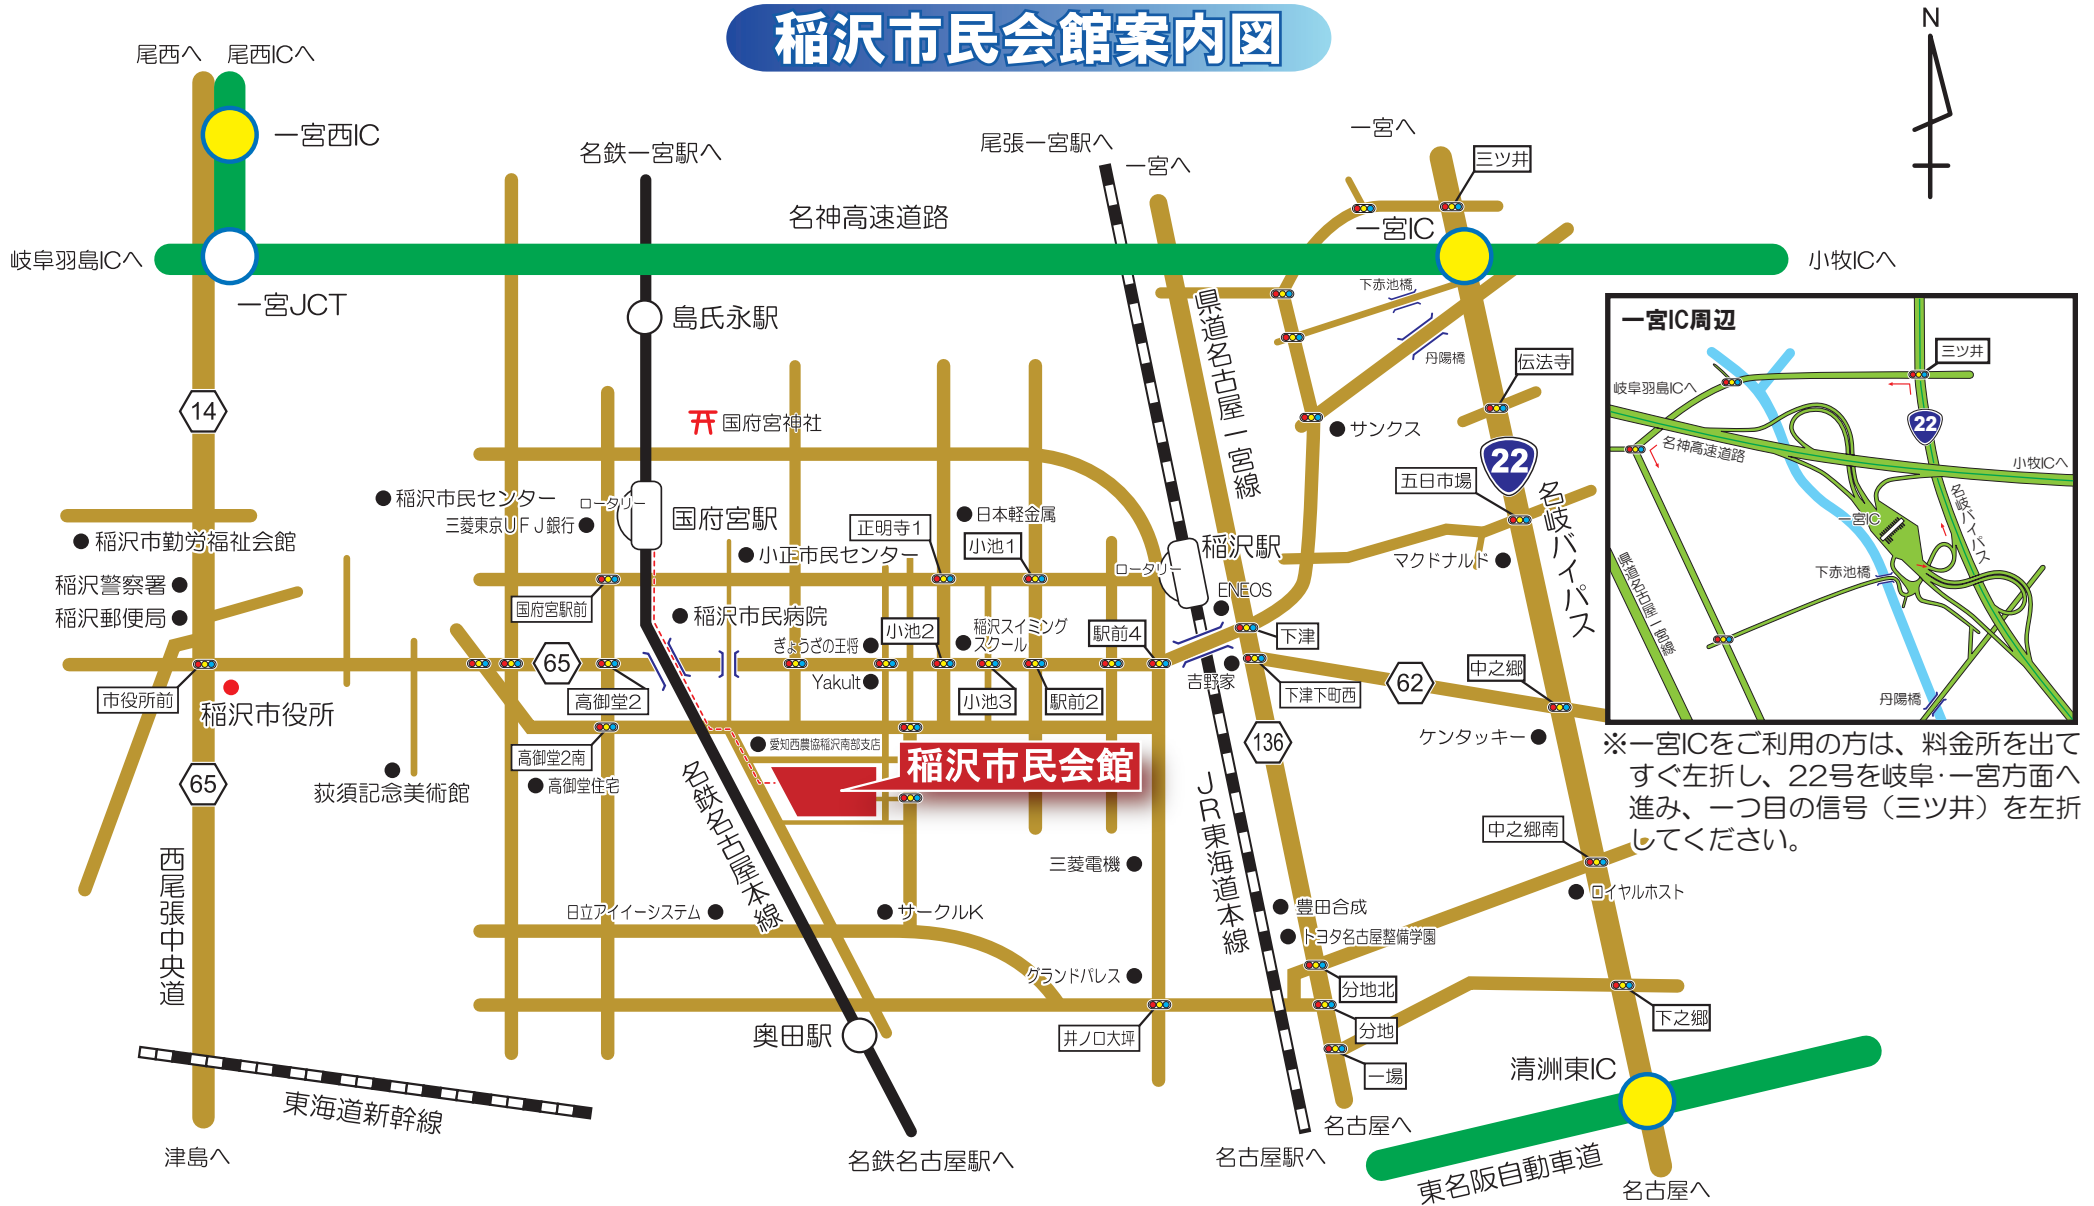 稲沢市民会館案内図
N
尾西へ
尾西ICへ
一宮西IC
名鉄一宮駅へ
尾張一宮駅へ
一宮へ
一宮へ
三ツ井
名神高速道路
一宮IC
岐阜羽島ICへ
小牧ICへ
一宮JCT
島氏永駅
下赤池橋
丹陽橋
県道名古屋一宮線
伝法寺
14
国府宮神社
サンクス
22
五日市場
名岐バイパス
稲沢市民センター
三菱東京UFJ銀行
ロータリー
国府宮駅
正明寺1
日本軽金属
小池1
小正市民センター
稲沢駅
ロータリー
ENEOS
マクドナルド
稲沢市勤労福祉会館
稲沢警察署
稲沢郵便局
国府宮駅前
稲沢市民病院
きょうざの王将
小池2
稲沢スイミング
スクール
駅前4
下津
65
高御堂2
Yakult
小池3
駅前2
吉野家
下津下町西
62
中之郷
市役所前
稲沢市役所
高御堂2南
高御堂住宅
愛知西農協稲沢南部支店
稲沢市民会館
136
ケンタッキー
65
荻須記念美術館
名鉄名古屋本線
JR東海道本線
三菱電機
中之郷南
ロイヤルホスト
西尾張中央道
日立アイイーシステム
サークルK
豊田合成
トヨタ名古屋整備学園
グランドパレス
分地北
分地
一場
下之郷
井ノ口大坪
奥田駅
清洲東IC
東海道新幹線
津島へ
名鉄名古屋駅へ
名古屋駅へ
名古屋へ
東名阪自動車道
名古屋へ
一宮IC周辺
三ツ井
岐阜羽島ICへ
22
名神高速道路
小牧ICへ
名岐バイパス
一宮IC
県道名古屋一宮線
下赤池橋
丹陽橋
※一宮ICをご利用の方は、料金所を出て
すぐ左折し、22号を岐阜・一宮方面へ
進み、一つ目の信号（三ツ井）を左折
してください。